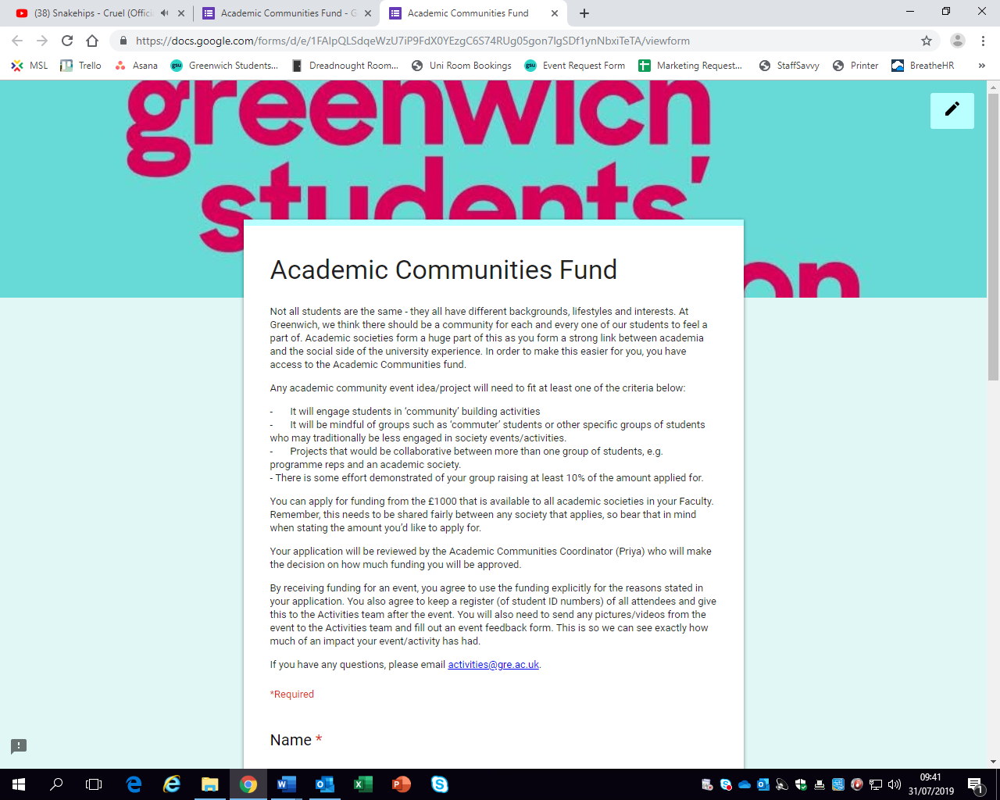 (38) Snakehips - Cruel (Offici
Academic Communities Fund - G
Academic Communities Fund
https://docs.google.com/forms/d/e/1FAIpQLSdqeWzU7iP9FdX0YEzgC6S74RUg05gon7lgSDf1ynNbxiTeTA/viewform
MSL
Trello
Asana
gsu
Greenwich Students...
Dreadnought Room...
Uni Room Bookings
gsu
Event Request Form
Marketing Request...
StaffSavvy
Printer
BreatheHR
»
greenwich
students'
on
Academic Communities Fund
Not all students are the same - they all have different backgrounds, lifestyles and interests. At
Greenwich, we think there should be a community for each and every one of our students to feel a
part of. Academic societies form a huge part of this as you form a strong link between academia
and the social side of the university experience. In order to make this easier for you, you have
access to the Academic Communities fund.
Any academic community event idea/project will need to fit at least one of the criteria below:
- It will engage students in ‘community’ building activities
- It will be mindful of groups such as ‘commuter’ students or other specific groups of students
who may traditionally be less engaged in society events/activities.
- Projects that would be collaborative between more than one group of students, e.g.
programme reps and an academic society.
- There is some effort demonstrated of your group raising at least 10% of the amount applied for.
You can apply for funding from the £1000 that is available to all academic societies in your Faculty.
Remember, this needs to be shared fairly between any society that applies, so bear that in mind
when stating the amount you’d like to apply for.
Your application will be reviewed by the Academic Communities Coordinator (Priya) who will make
the decision on how much funding you will be approved.
By receiving funding for an event, you agree to use the funding explicitly for the reasons stated in
your application. You also agree to keep a register (of student ID numbers) of all attendees and give
this to the Activities team after the event. You will also need to send any pictures/videos from the
event to the Activities team and fill out an event feedback form. This is so we can see exactly how
much of an impact your event/activity has had.
If you have any questions, please email activities@gre.ac.uk.
*Required
Name *
09:41
31/07/2019
1